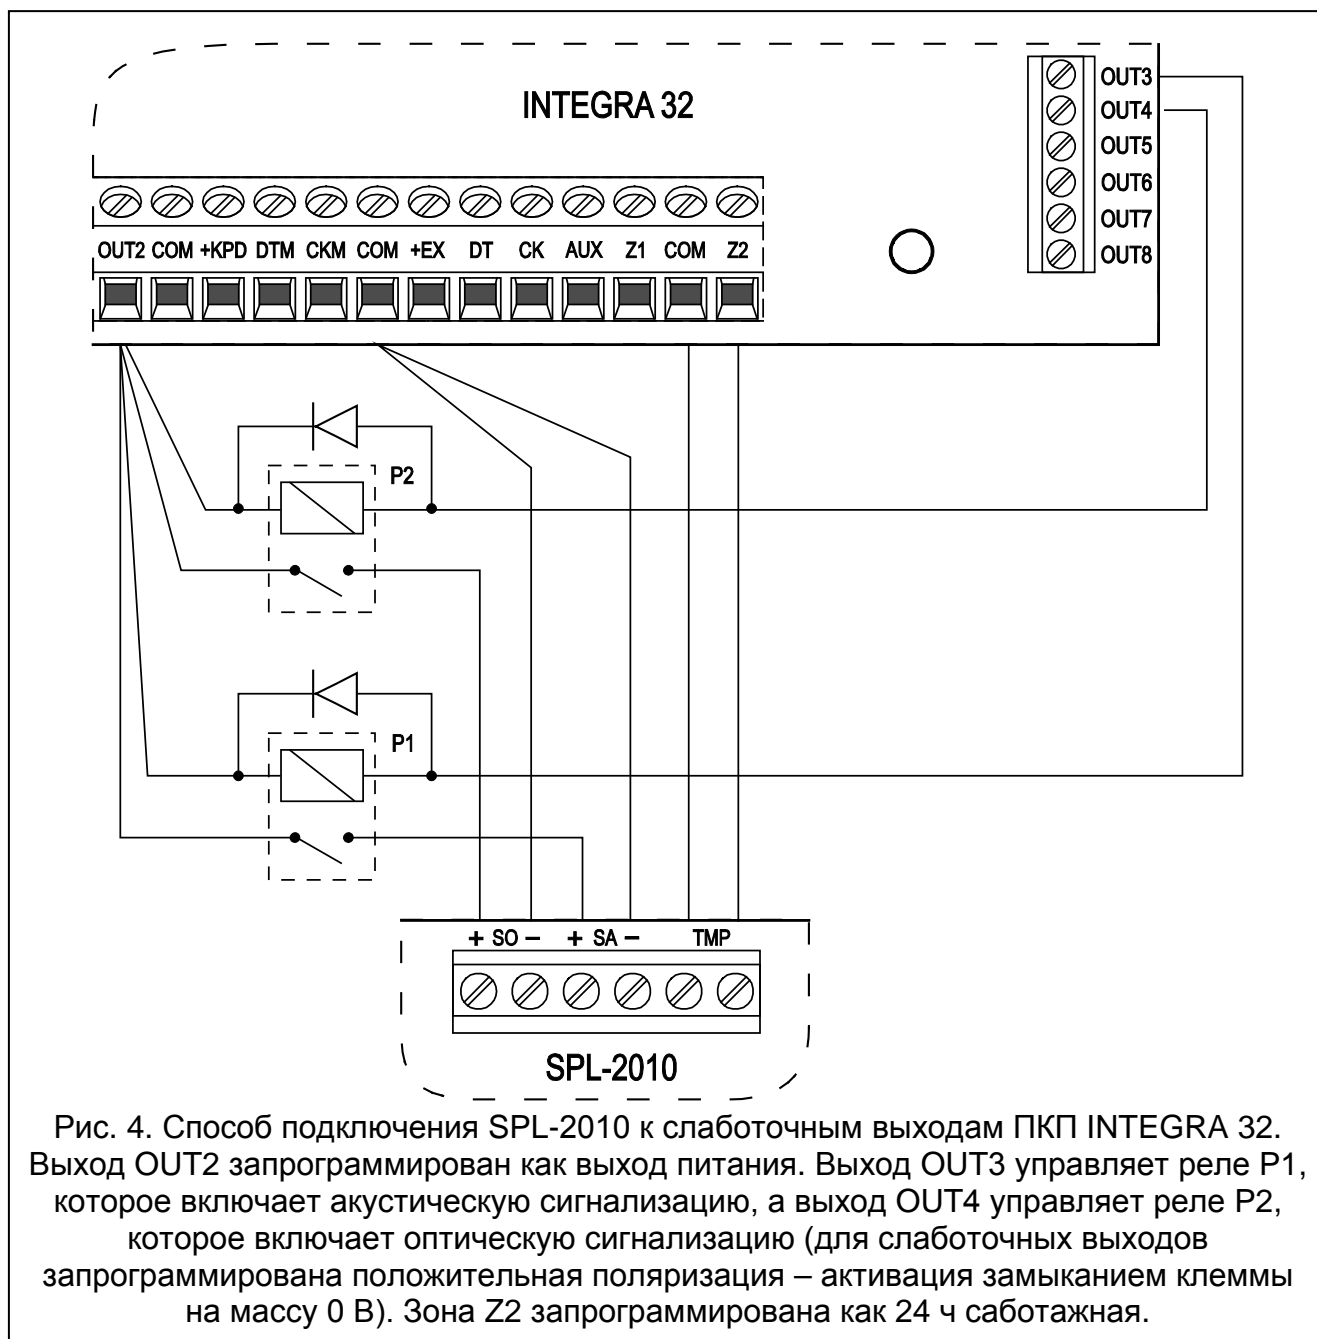 INTEGRA 32
OUT3
OUT4
OUT5
OUT6
OUT7
OUT8
OUT2 COM +KPD DTM CKM COM +EX DT CK AUX Z1 COM Z2
P2
P1
+ SO − + SA − TMP
SPL-2010
Рис. 4. Способ подключения SPL-2010 к слаботочным выходам ПКП INTEGRA 32.
Выход OUT2 запрограммирован как выход питания. Выход OUT3 управляет реле P1,
которое включает акустическую сигнализацию, а выход OUT4 управляет реле P2,
которое включает оптическую сигнализацию (для слаботочных выходов
запрограммирована положительная поляризация – активация замыканием клеммы
на массу 0 В). Зона Z2 запрограммирована как 24 ч саботажная.